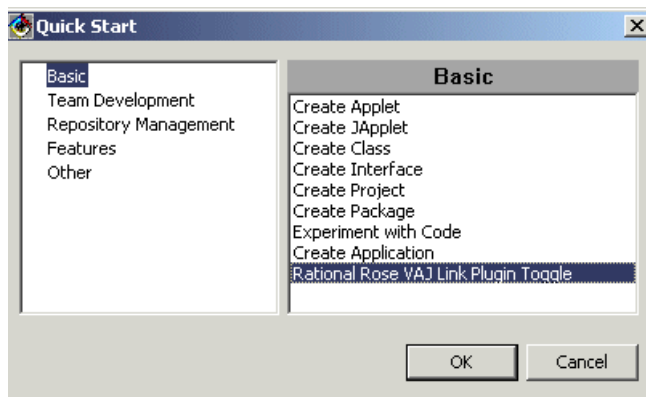 Quick Start
Basic
Team Development
Repository Management
Features
Other
Basic
Create Applet
Create JApplet
Create Class
Create Interface
Create Project
Create Package
Experiment with Code
Create Application
Rational Rose VAJ Link Plugin Toggle
OK
Cancel